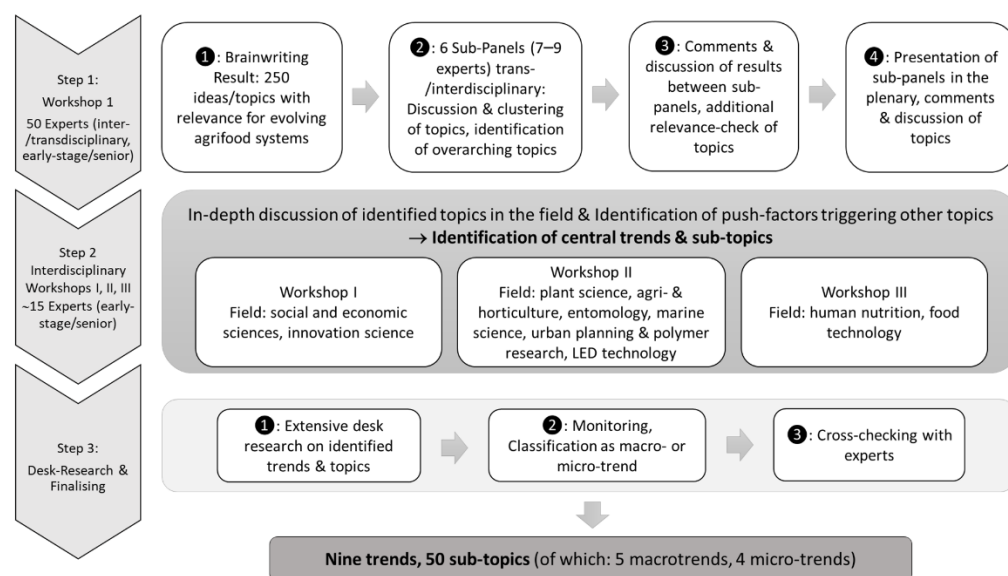 Step 1:
Workshop 1
50 Experts (inter-
/transdisciplinary,
early-stage/senior)
❶: Brainwriting
Result: 250
ideas/topics with
relevance for evolving
agrifood systems
❷: 6 Sub-Panels (7–9
experts) trans-
/interdisciplinary:
Discussion & clustering
of topics, identification
of overarching topics
❸: Comments &
discussion of results
between sub-
panels, additional
relevance-check of
topics
❹: Presentation of
sub-panels in the
plenary, comments
& discussion of
topics
Step 2
Interdisciplinary
Workshops I, II, III
~15 Experts (early-
stage/senior)
In-depth discussion of identified topics in the field & Identification of push-factors triggering other topics
→ Identification of central trends & sub-topics
Workshop I
Field: social and economic
sciences, innovation science
Workshop II
Field: plant science, agri- &
horticulture, entomology, marine
science, urban planning & polymer
research, LED technology
Workshop III
Field: human nutrition, food
technology
Step 3:
Desk-Research &
Finalising
❶: Extensive desk
research on identified
trends & topics
❷: Monitoring,
Classification as macro- or
micro-trend
❸: Cross-checking with
experts
Nine trends, 50 sub-topics (of which: 5 macrotrends, 4 micro-trends)